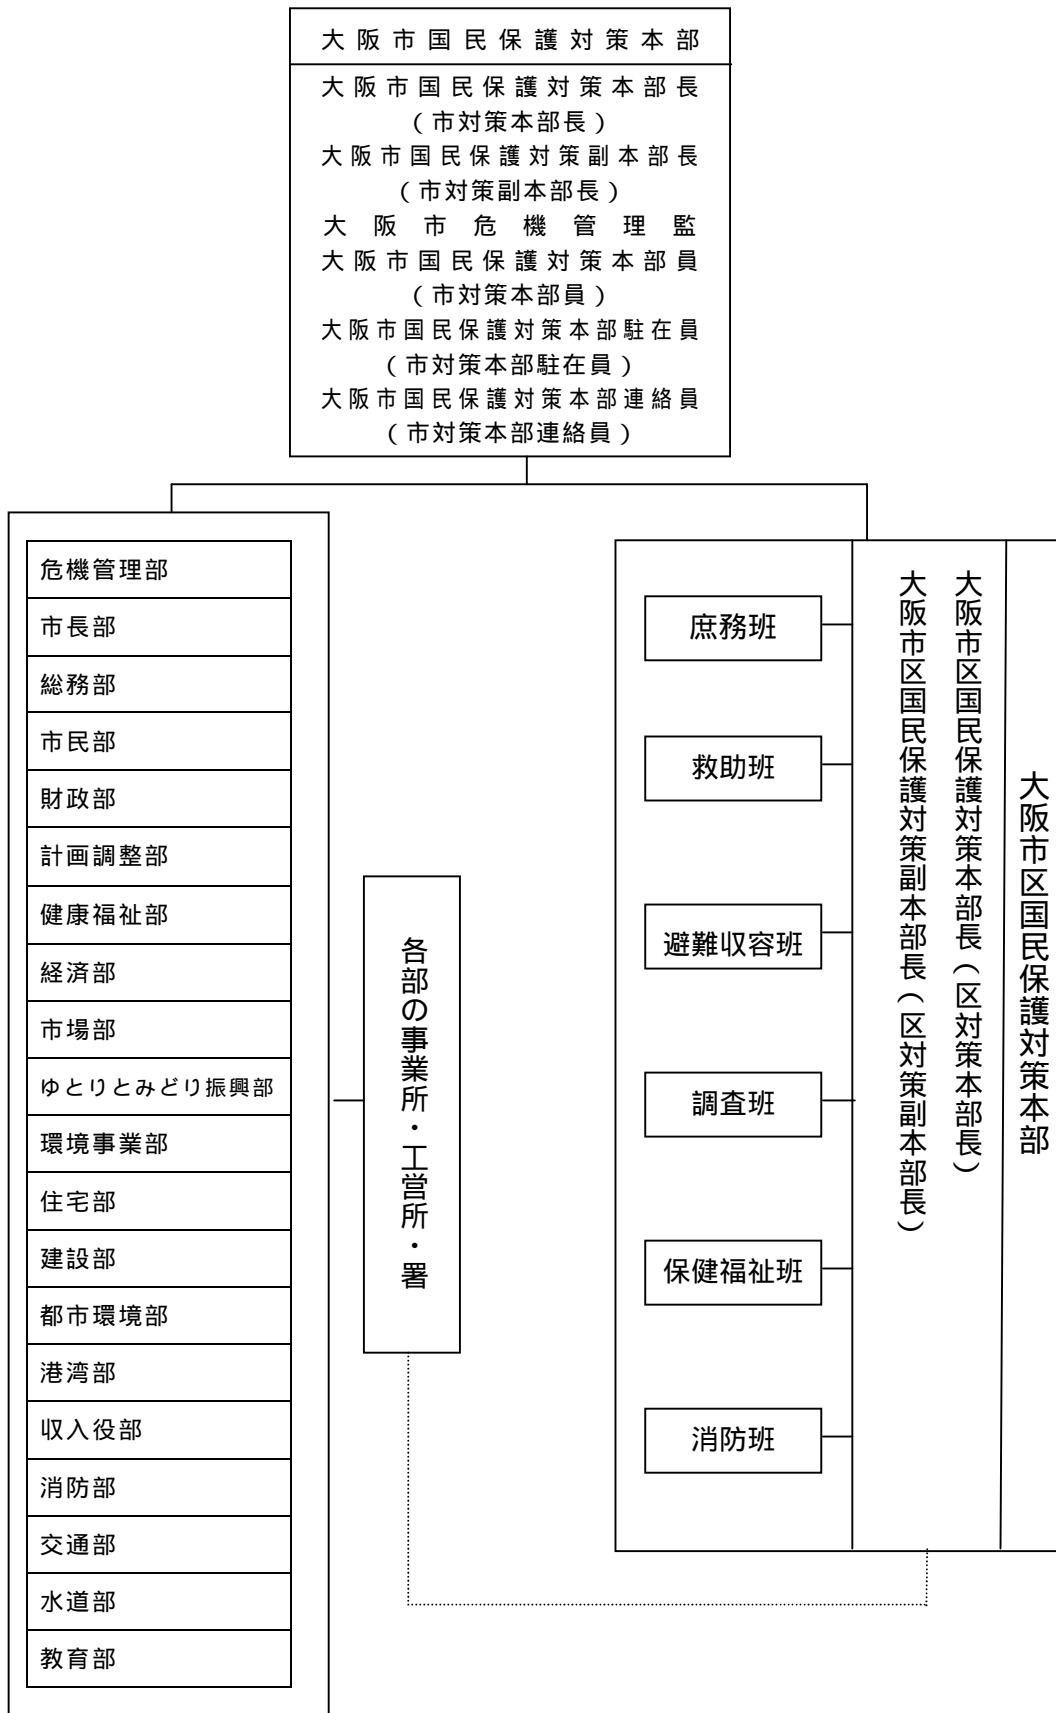 大阪市国民保護対策本部
大阪市国民保護対策本部長
（市対策本部長）
大阪市国民保護対策副本部長
（市対策副本部長）
大阪市危機管理監
大阪市国民保護対策本部員
（市対策本部員）
大阪市国民保護対策本部駐在員
（市対策本部駐在員）
大阪市国民保護対策本部連絡員
（市対策本部連絡員）
危機管理部
市長部
総務部
市民部
財政部
計画調整部
健康福祉部
経済部
市場部
ゆとりとみどり振興部
環境事業部
住宅部
建設部
都市環境部
港湾部
収入役部
消防部
交通部
水道部
教育部
各部の事業所・工営所・署
大阪市区国民保護対策本部
大阪市区国民保護対策本部長（区対策本部長）
大阪市区国民保護対策副本部長（区対策副本部長）
庶務班
救助班
避難収容班
調査班
保健福祉班
消防班